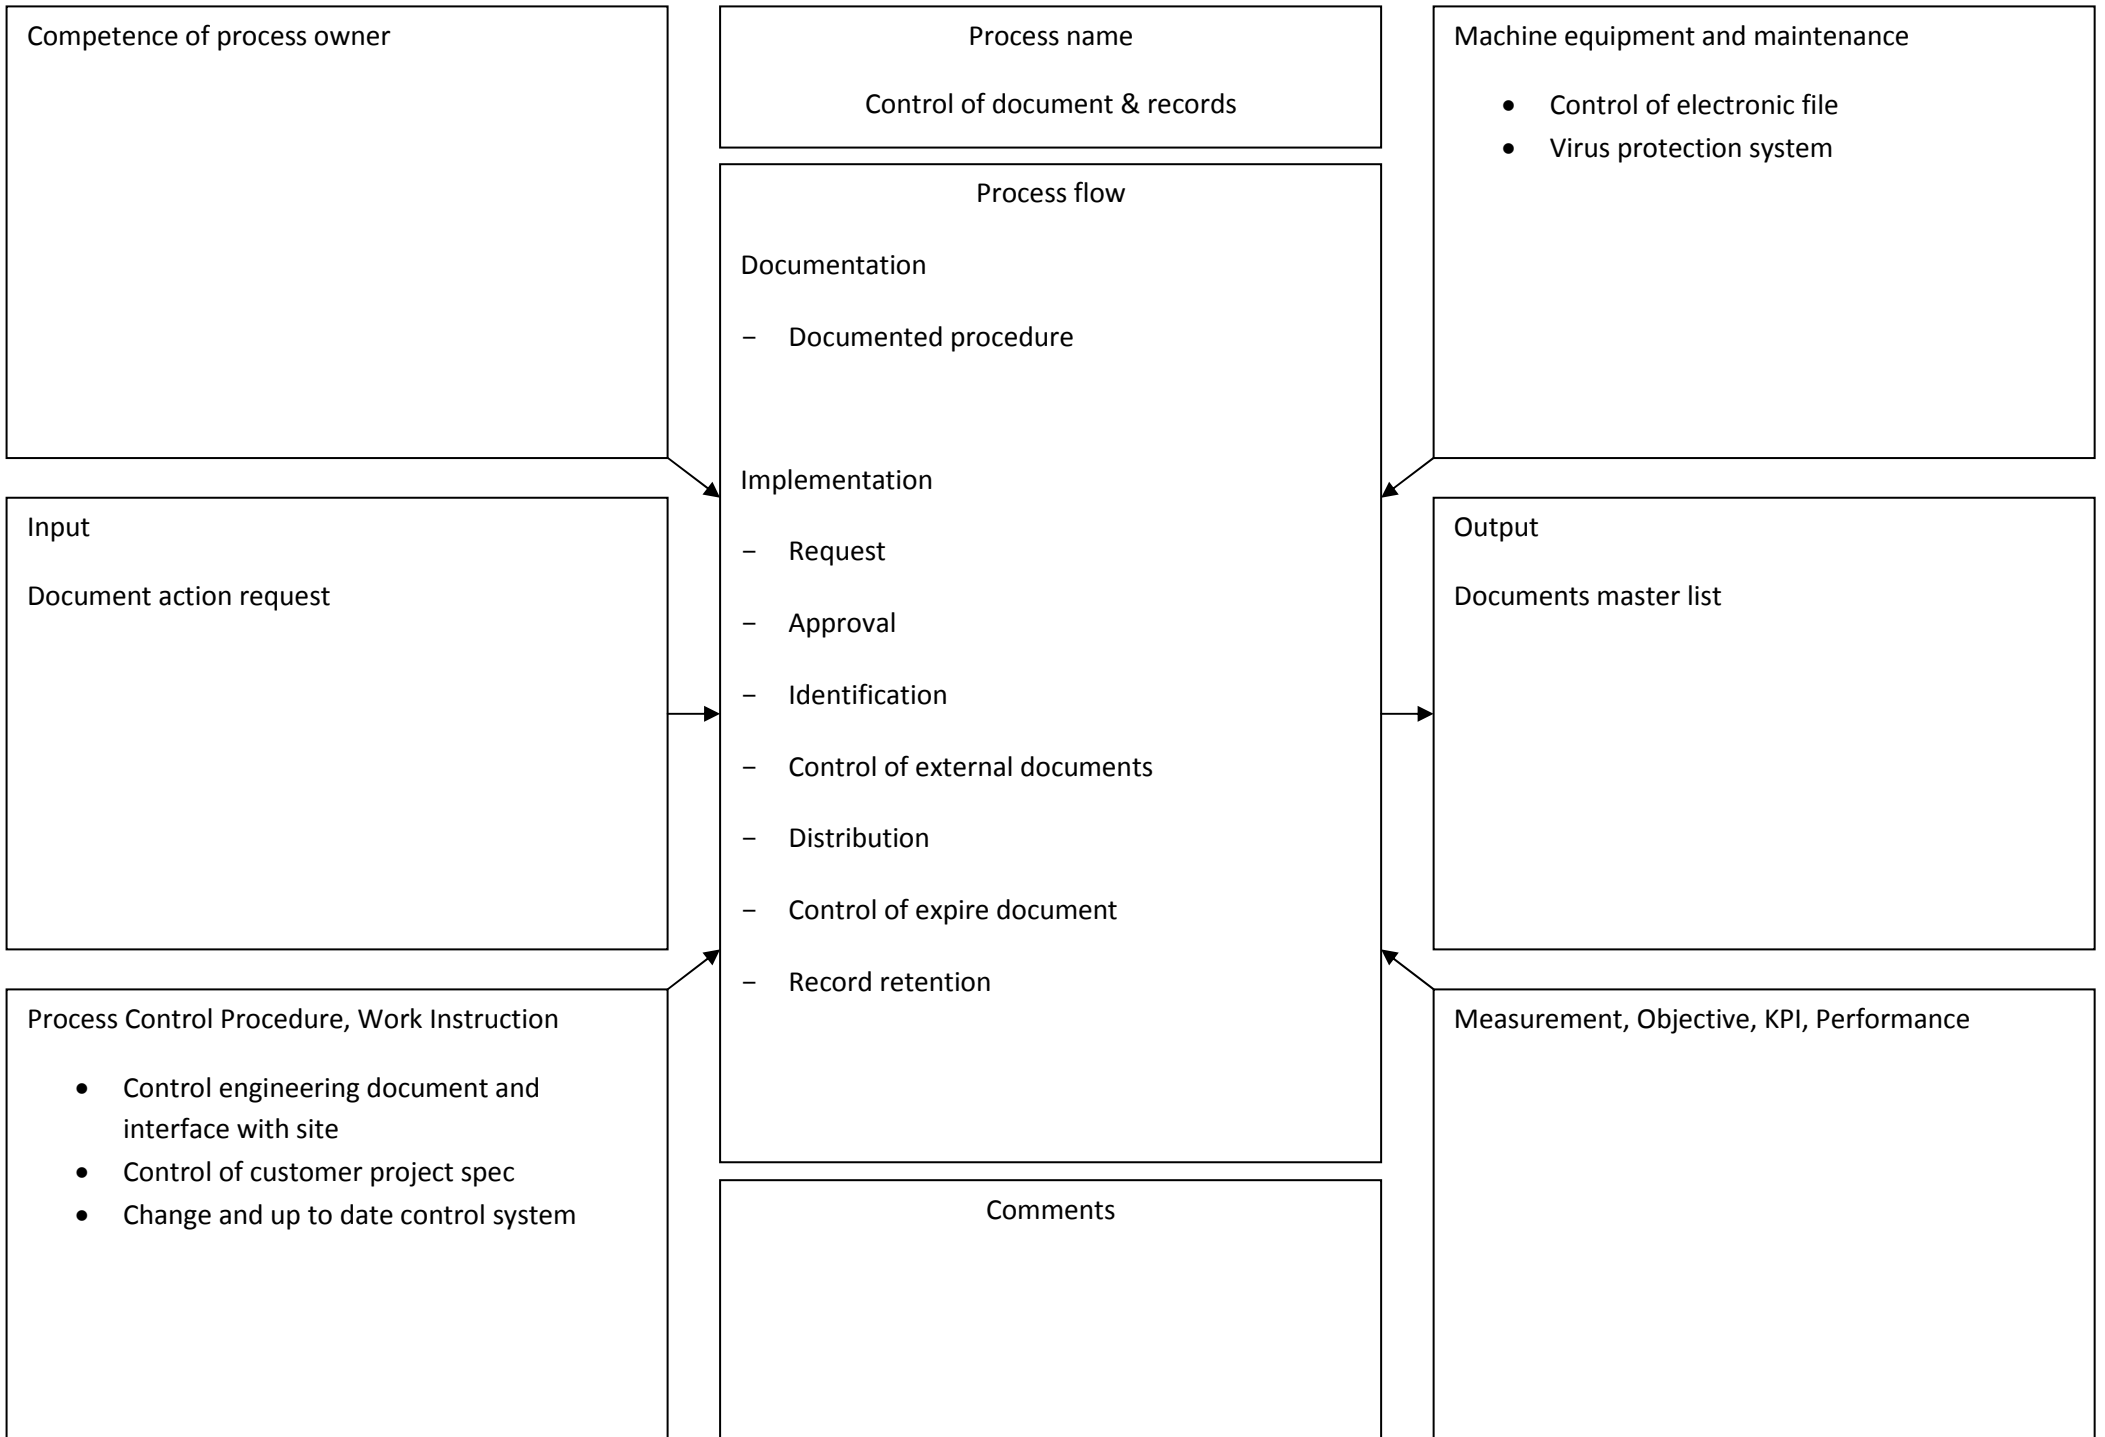 Competence of process owner
Process name
Control of document & records
Machine equipment and maintenance
• Control of electronic file
• Virus protection system
Process flow
Documentation
− Documented procedure
Implementation
− Request
− Approval
− Identification
− Control of external documents
− Distribution
− Control of expire document
− Record retention
Input
Document action request
Output
Documents master list
Process Control Procedure, Work Instruction
• Control engineering document and
interface with site
• Control of customer project spec
• Change and up to date control system
Comments
Measurement, Objective, KPI, Performance